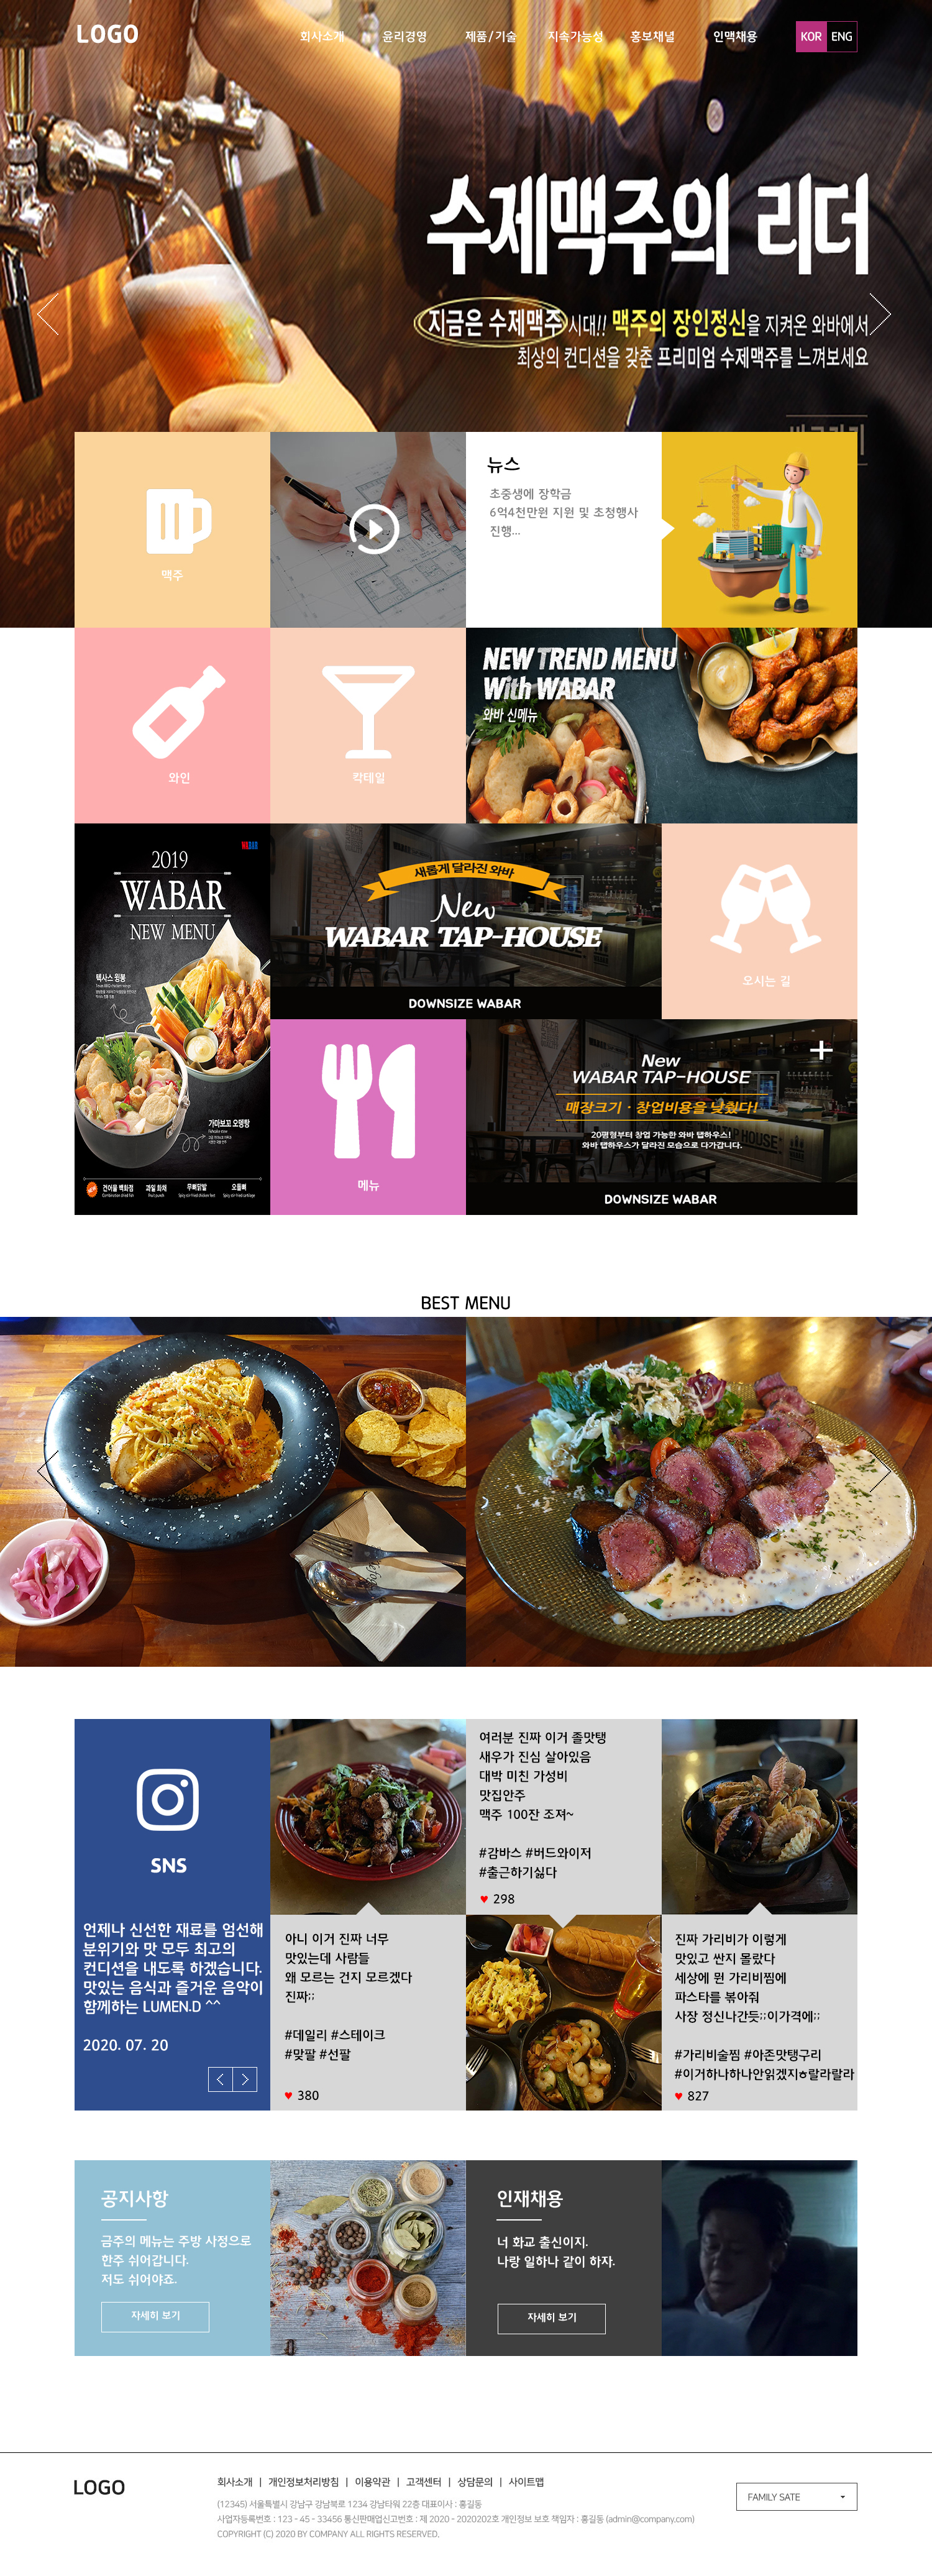 LOGO
회사소개 윤리경영 제품/기술 지속가능성 홍보채널 인맥채용 KOR ENG
수제맥주의 리더
지금은 수제맥주 시대!! 맥주의 장인정신을 지켜온 와바에서
최상의 컨디션을 갖춘 프리미엄 수제맥주를 느껴보세요
맥주
뉴스
초중생에 장학금
6억4천만원 지원 및 초청행사
진행...
와인
칵테일
NEW TREND MENU
With WABAR
와바 신메뉴
WABAR
2019
WABAR
NEW MENU
텍사스 윙봉
가마보꼬 오뎅탕
건어물 백화점 과일 화채 무뼈닭발 오돌뼈
새롭게 달라진 와바
New
WABAR TAP-HOUSE
DOWNSIZE WABAR
오시는 길
메뉴
New
WABAR TAP-HOUSE
매장크기 · 창업비용을 낮췄다!
20평형부터 창업 가능한 와바 탭하우스!
와바 탭하우스가 달라진 모습으로 다가갑니다.
DOWNSIZE WABAR
BEST MENU
SNS
언제나 신선한 재료를 엄선해
분위기와 맛 모두 최고의
컨디션을 내도록 하겠습니다.
맛있는 음식과 즐거운 음악이
함께하는 LUMEN.D ^^
2020. 07. 20
아니 이거 진짜 너무
맛있는데 사람들
왜 모르는 건지 모르겠다
진짜;;
#데일리 #스테이크
#맞팔 #선팔
♥ 380
여러분 진짜 이거 졸맛탱
새우가 진심 살아있음
대박 미친 가성비
맛집안주
맥주 100잔 조져~
#감바스 #버드와이저
#출근하기싫다
♥ 298
진짜 가리비가 이렇게
맛있고 싼지 몰랐다
세상에 뭔 가리비찜에
파스타를 볶아줘
사장 정신나간듯;;이가격에;;
#가리비술찜 #아존맛탱구리
#이거하나하나안읽겠지ㅎ랄라랄라
♥ 827
공지사항
금주의 메뉴는 주방 사정으로
한주 쉬어갑니다.
저도 쉬어야죠.
자세히 보기
인재채용
너 화교 출신이지.
나랑 일하나 같이 하자.
자세히 보기
LOGO
회사소개 | 개인정보처리방침 | 이용약관 | 고객센터 | 상담문의 | 사이트맵
(12345) 서울특별시 강남구 강남북로 1234 강남타워 22층 대표이사 : 홍길동
사업자등록번호 : 123 - 45 - 33456 통신판매업신고번호 : 제 2020 - 2020202호 개인정보 보호 책임자 : 홍길동 (admin@company.com)
COPYRIGHT (C) 2020 BY COMPANY ALL RIGHTS RESERVED.
FAMILY SATE